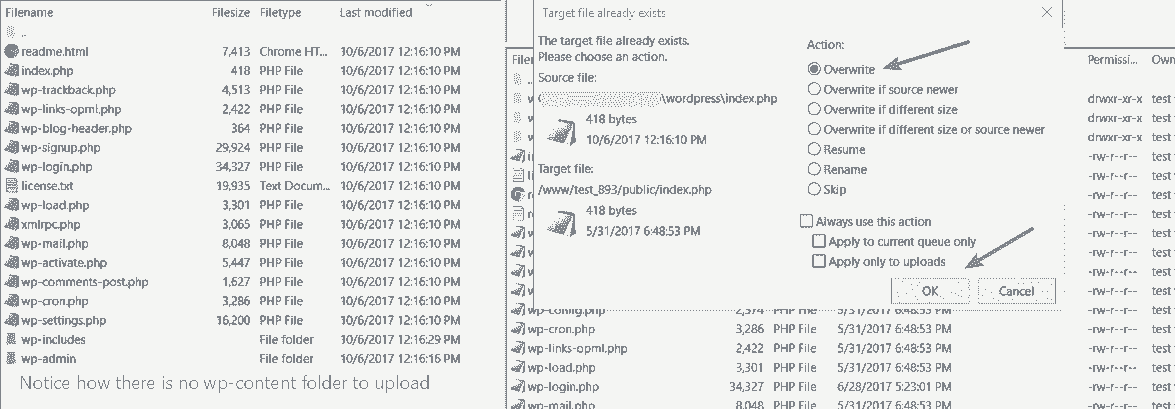 Filename Filesize Filetype Last modified
..
readme.html 7,413 Chrome HT... 10/6/2017 12:16:10 PM
index.php 418 PHP File 10/6/2017 12:16:10 PM
wp-trackback.php 4,513 PHP File 10/6/2017 12:16:10 PM
wp-links-opml.php 2,422 PHP File 10/6/2017 12:16:10 PM
wp-blog-header.php 364 PHP File 10/6/2017 12:16:10 PM
wp-signup.php 29,924 PHP File 10/6/2017 12:16:10 PM
wp-login.php 34,327 PHP File 10/6/2017 12:16:10 PM
license.txt 19,935 Text Docum... 10/6/2017 12:16:10 PM
wp-load.php 3,301 PHP File 10/6/2017 12:16:10 PM
xmlrpc.php 3,065 PHP File 10/6/2017 12:16:10 PM
wp-mail.php 8,048 PHP File 10/6/2017 12:16:10 PM
wp-activate.php 5,447 PHP File 10/6/2017 12:16:10 PM
wp-comments-post.php 1,627 PHP File 10/6/2017 12:16:10 PM
wp-cron.php 3,286 PHP File 10/6/2017 12:16:10 PM
wp-settings.php 16,200 PHP File 10/6/2017 12:16:10 PM
wp-includes File folder 10/6/2017 12:16:29 PM
wp-admin File folder 10/6/2017 12:16:16 PM
Notice how there is no wp-content folder to upload
Target file already exists
The target file already exists.
Please choose an action.
Source file:
\wordpress\index.php
418 bytes
10/6/2017 12:16:10 PM
Target file:
/www/test_893/public/index.php
418 bytes
5/31/2017 6:48:53 PM
Action:
Overwrite
Overwrite if source newer
Overwrite if different size
Overwrite if different size or source newer
Resume
Rename
Skip
Always use this action
Apply to current queue only
Apply only to uploads
OK Cancel
Permissi... Own
drwxr-xr-x test
drwxr-xr-x test
drwxr-xr-x test
-rw-r--r-- test
-rw-r--r-- test
-rw-r--r-- test
-rw-r--r-- test
-rw-r--r-- test
-rw-r--r-- test
-rw-r--r-- test
-rw-r--r-- test
wp-config.php PHP File 5/31/2017 6:48:53 PM -rw-r--r-- test
wp-cron.php 3,286 PHP File 5/31/2017 6:48:53 PM -rw-r--r-- test
wp-links-opml.php 2,422 PHP File 5/31/2017 6:48:53 PM -rw-r--r-- test
wp-load.php 3,301 PHP File 5/31/2017 6:48:53 PM -rw-r--r-- test
wp-login.php 34,327 PHP File 6/28/2017 5:23:01 PM -rw-r--r-- test
wp-mail.php 8,048 PHP File 5/31/2017 6:48:53 PM -rw-r--r-- test